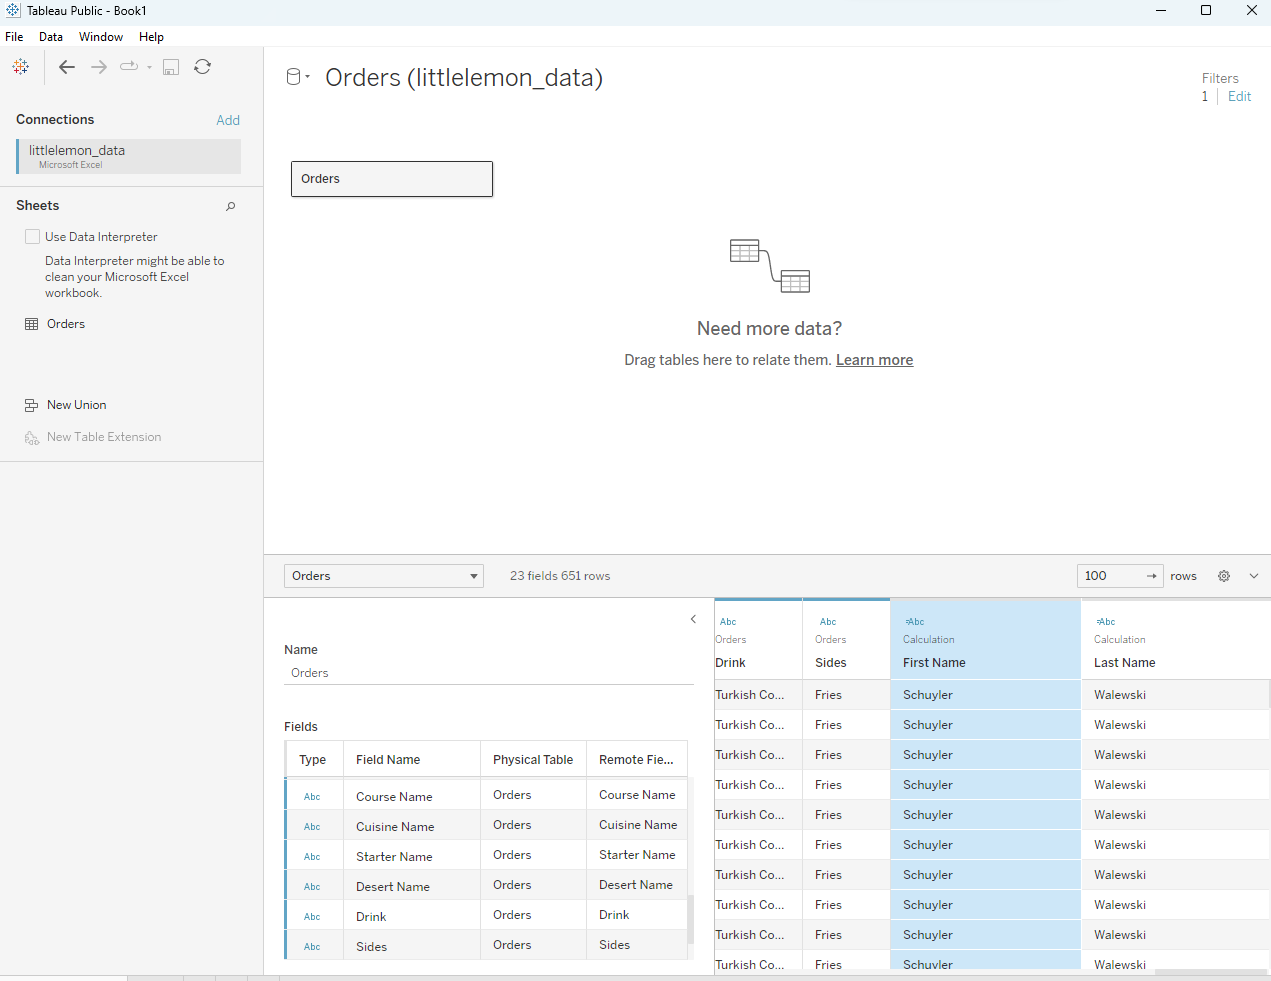 Tableau Public - Book1
File Data Window Help
Connections Add
littlelemon_data
Microsoft Excel
Sheets
Use Data Interpreter
Data Interpreter might be able to
clean your Microsoft Excel
workbook.
Orders
New Union
New Table Extension
Orders (littlelemon_data)
Filters
1 Edit
Orders
Need more data?
Drag tables here to relate them. Learn more
Orders 23 fields 651 rows 100 rows
Name
Orders
Fields
Type Field Name Physical Table Remote Fie...
Abc Course Name Orders Course Name
Abc Cuisine Name Orders Cuisine Name
Abc Starter Name Orders Starter Name
Abc Desert Name Orders Desert Name
Abc Drink Orders Drink
Abc Sides Orders Sides
Abc Abc =Abc =Abc
Orders Orders Calculation Calculation
Drink Sides First Name Last Name
Turkish Co... Fries Schuyler Walewski
Turkish Co... Fries Schuyler Walewski
Turkish Co... Fries Schuyler Walewski
Turkish Co... Fries Schuyler Walewski
Turkish Co... Fries Schuyler Walewski
Turkish Co... Fries Schuyler Walewski
Turkish Co... Fries Schuyler Walewski
Turkish Co... Fries Schuyler Walewski
Turkish Co... Fries Schuyler Walewski
Turkish Co... Fries Schuyler Walewski